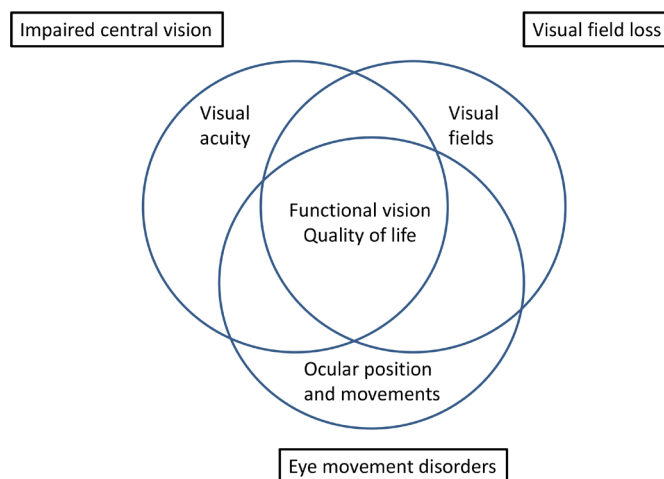 Impaired central vision
Visual field loss
Visual
acuity
Visual
fields
Functional vision
Quality of life
Ocular position
and movements
Eye movement disorders